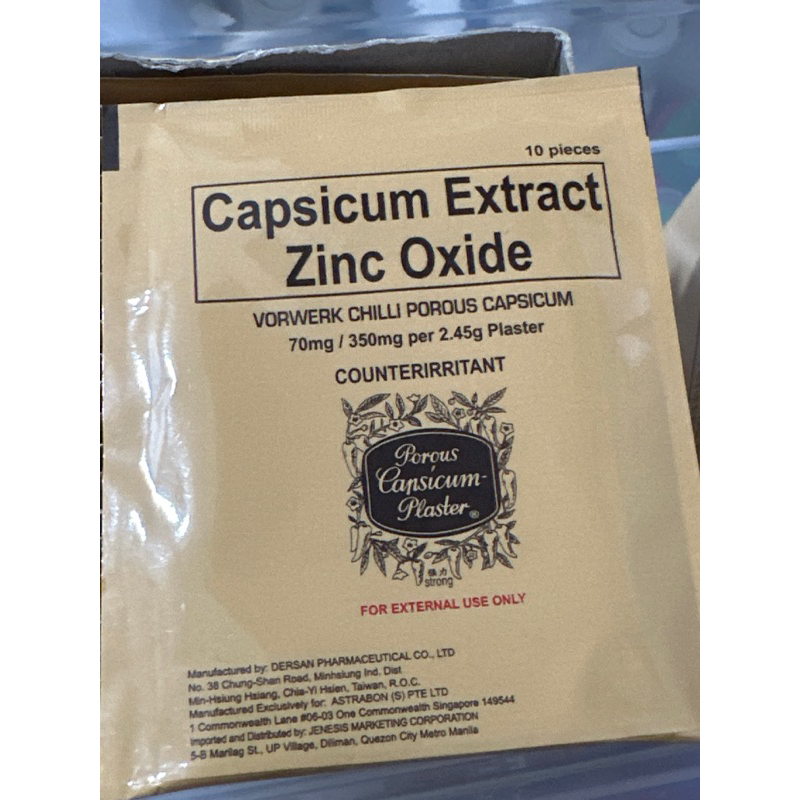 10 pieces
Capsicum Extract
Zinc Oxide
VORWERK CHILLI POROUS CAPSICUM
70mg / 350mg per 2.45g Plaster
COUNTERIRRITANT
Porous
Capsicum-
Plaster®
強力
strong
FOR EXTERNAL USE ONLY
Manufactured by: DERSAN PHARMACEUTICAL CO., LTD
No. 38 Chung-Shan Road, Minhsiung Ind. Dist
Min-Hsiung Hsiang, Chia-Yi Hsien, Taiwan, R.O.C.
Manufactured Exclusively for: ASTRABON (S) PTE LTD
1 Commonwealth Lane #06-03 One Commonwealth Singapore 149544
Imported and Distributed by: JENESIS MARKETING CORPORATION
5-B Marilag St., UP Village, Diliman, Quezon City Metro Manila